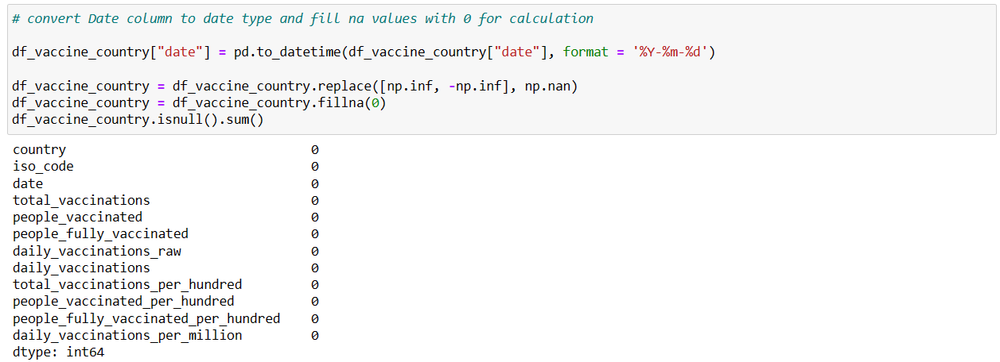 # convert Date column to date type and fill na values with 0 for calculation
df_vaccine_country["date"] = pd.to_datetime(df_vaccine_country["date"], format = '%Y-%m-%d')
df_vaccine_country = df_vaccine_country.replace([np.inf, -np.inf], np.nan)
df_vaccine_country = df_vaccine_country.fillna(0)
df_vaccine_country.isnull().sum()
country 0
iso_code 0
date 0
total_vaccinations 0
people_vaccinated 0
people_fully_vaccinated 0
daily_vaccinations_raw 0
daily_vaccinations 0
total_vaccinations_per_hundred 0
people_vaccinated_per_hundred 0
people_fully_vaccinated_per_hundred 0
daily_vaccinations_per_million 0
dtype: int64